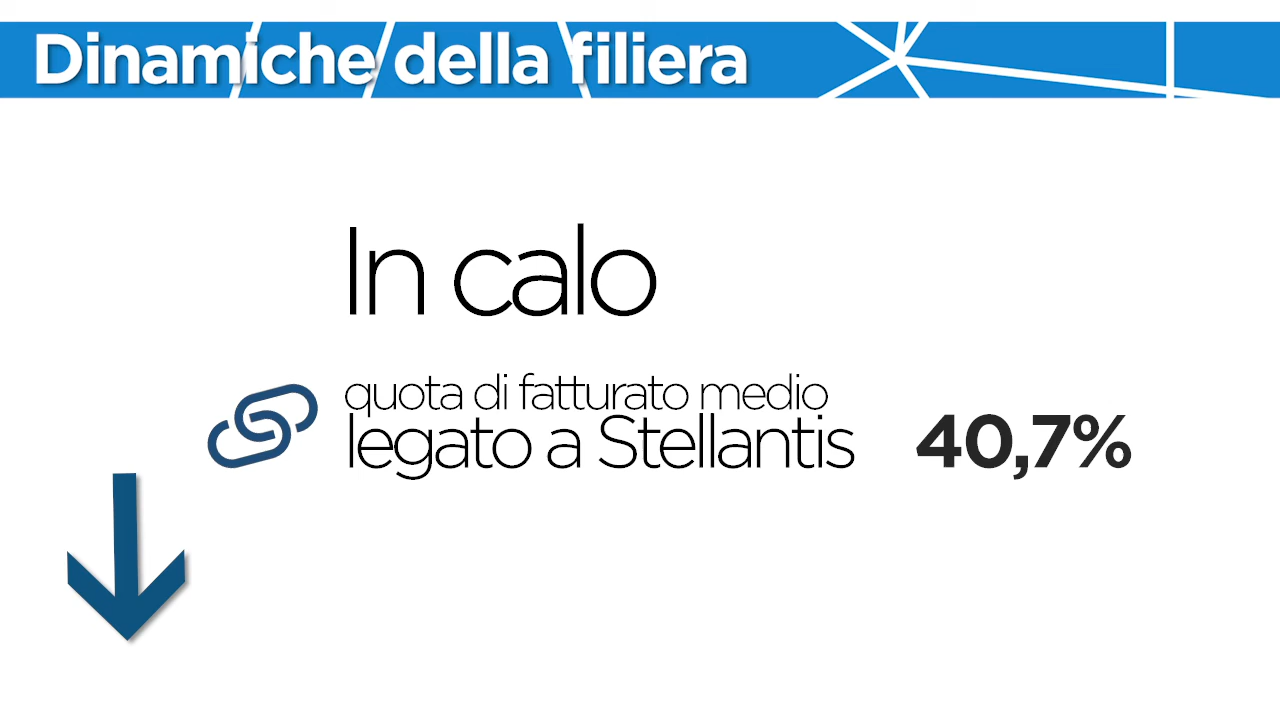 Dinamiche della filiera
In calo
quota di fatturato medio
legato a Stellantis 40,7%